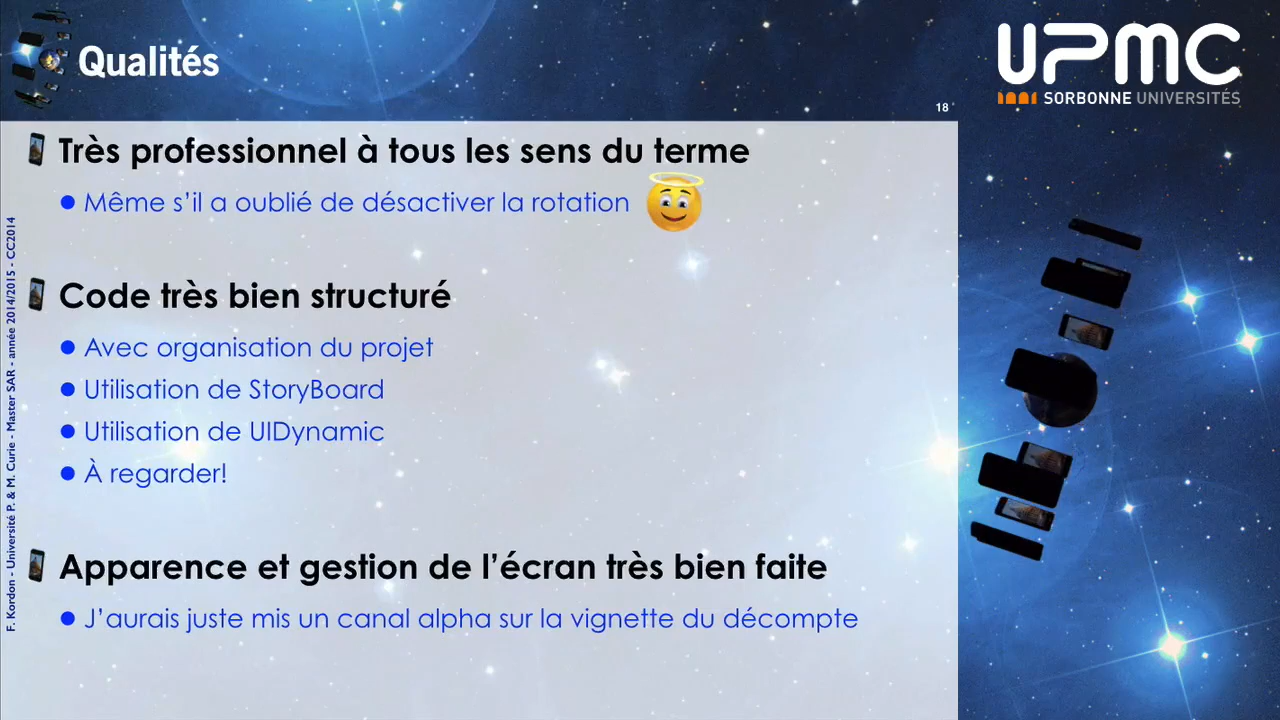 Qualités
UPMC
SORBONNE UNIVERSITÉS
18
Très professionnel à tous les sens du terme
Même s’il a oublié de désactiver la rotation
Code très bien structuré
Avec organisation du projet
Utilisation de StoryBoard
Utilisation de UIDynamic
À regarder!
Apparence et gestion de l’écran très bien faite
J’aurais juste mis un canal alpha sur la vignette du décompte
F. Kordon - Université P. & M. Curie - Master SAR - année 2014/2015 - CC2014